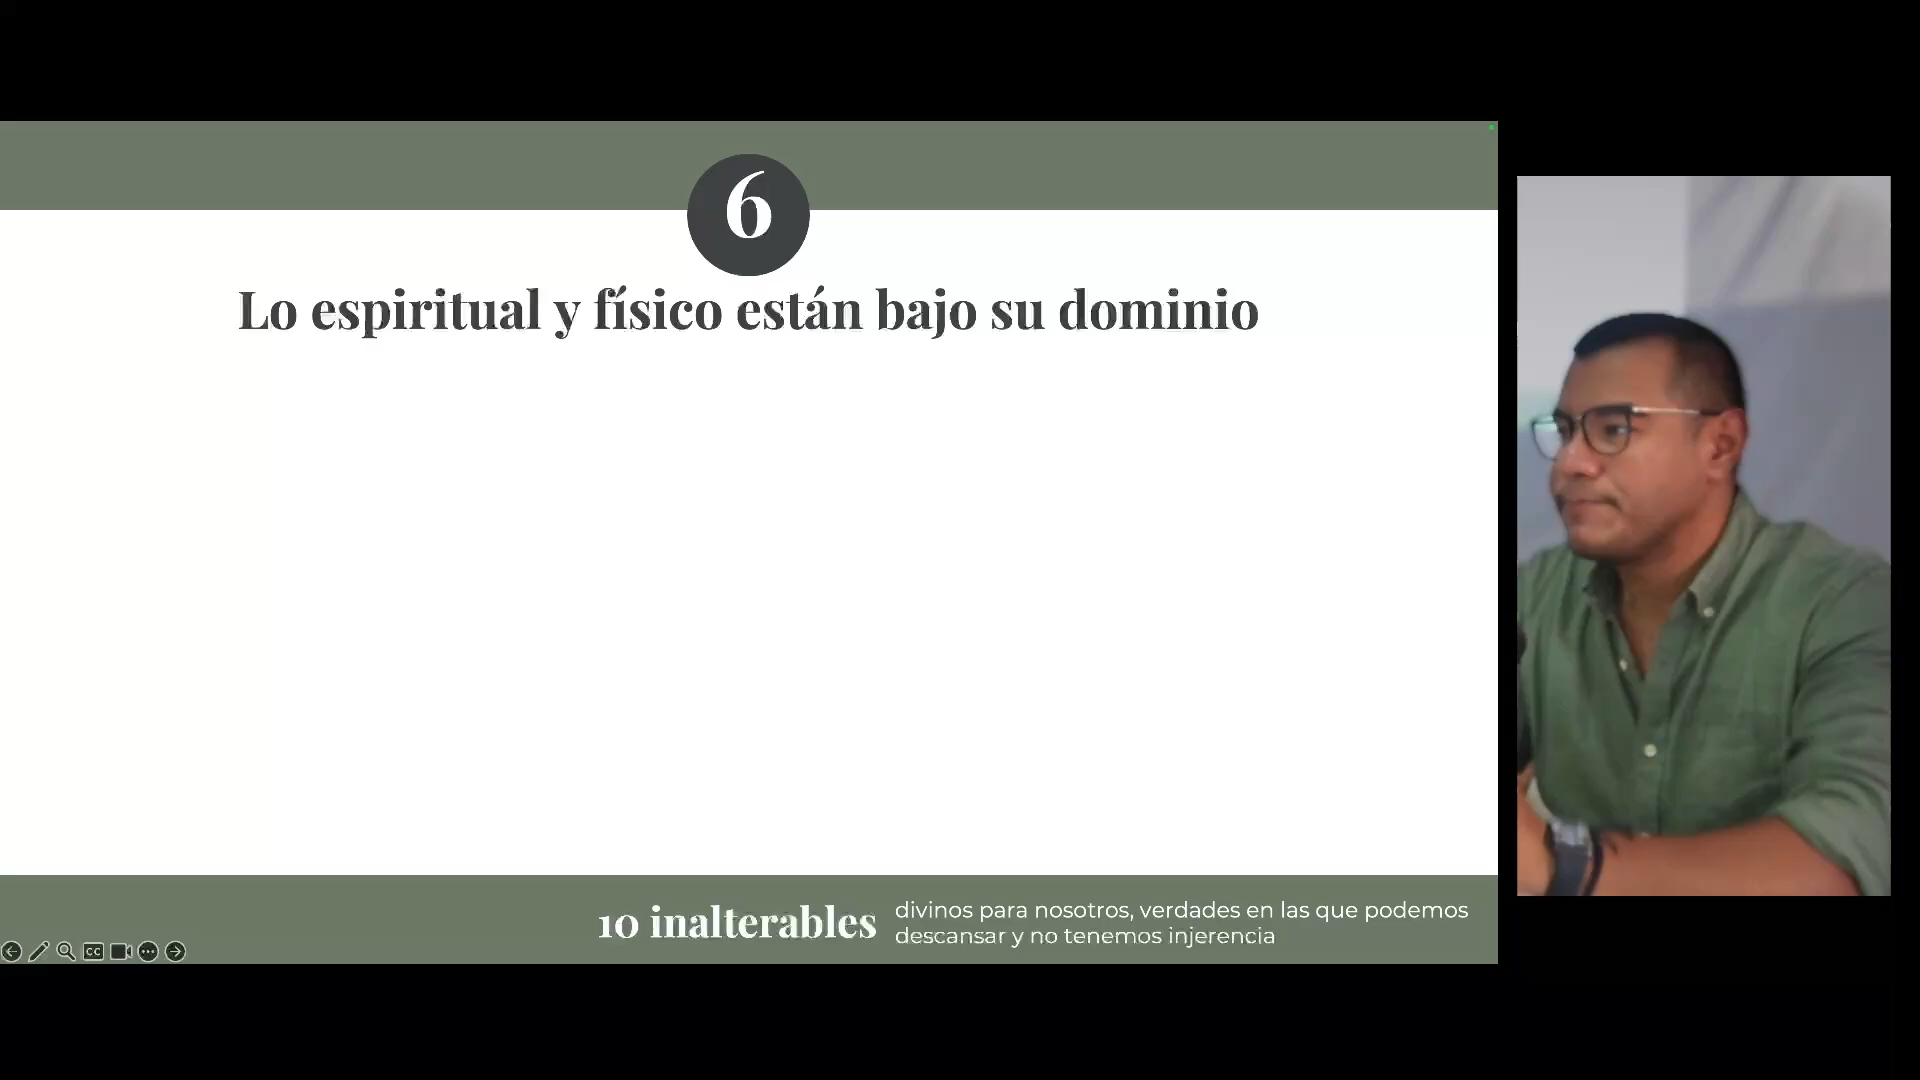 6
Lo espiritual y físico están bajo su dominio
10 inalterables
divinos para nosotros, verdades en las que podemos
descansar y no tenemos injerencia
CC